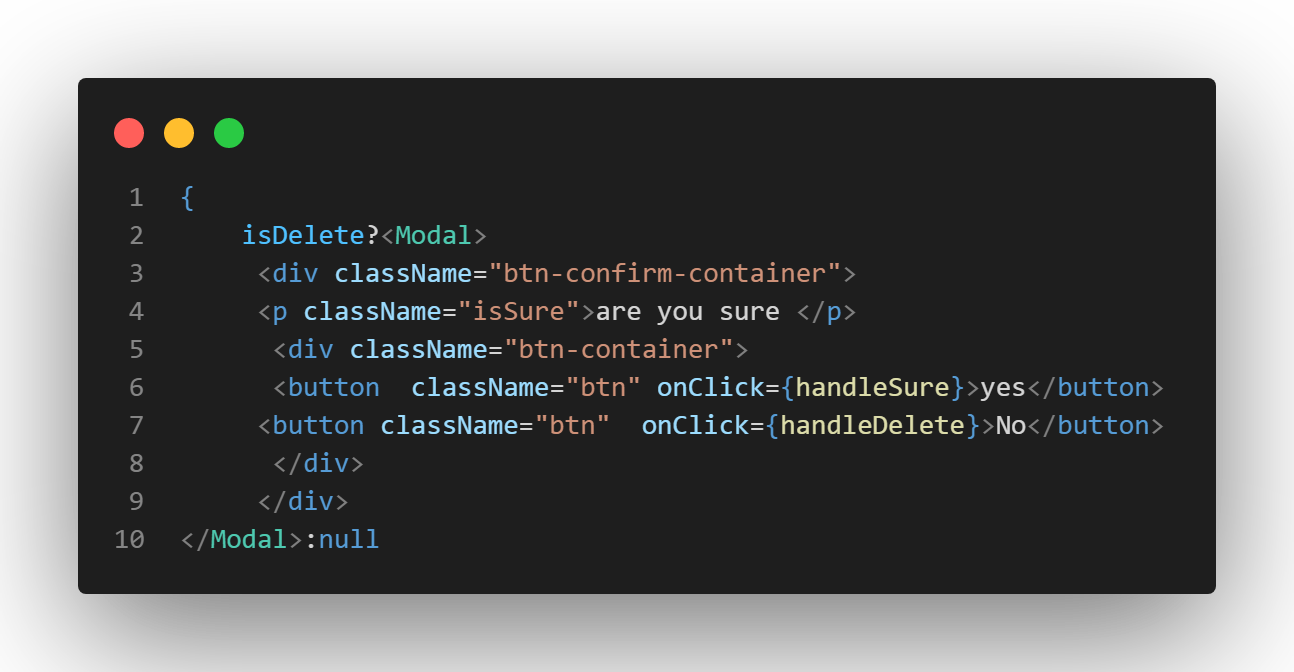 1 {
2     isDelete?<Modal>
3      <div className="btn-confirm-container">
4      <p className="isSure">are you sure </p>
5       <div className="btn-container">
6       <button  className="btn" onClick={handleSure}>yes</button>
7      <button className="btn"  onClick={handleDelete}>No</button>
8       </div>
9      </div>
10 </Modal>:null